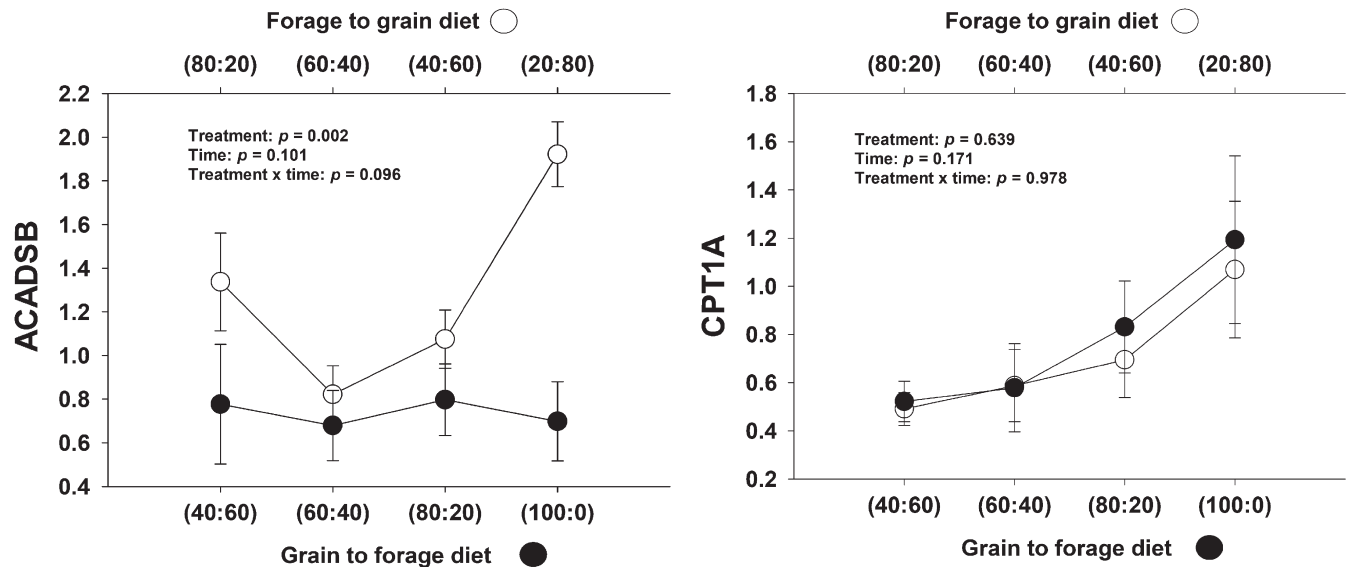 Forage to grain diet
(80:20) (60:40) (40:60) (20:80)
2.2
2.0
1.8
1.6
1.4
1.2
1.0
0.8
0.6
0.4
ACADSB
Treatment: p = 0.002
Time: p = 0.101
Treatment x time: p = 0.096
(40:60) (60:40) (80:20) (100:0)
Grain to forage diet
Forage to grain diet
(80:20) (60:40) (40:60) (20:80)
1.8
1.6
1.4
1.2
1.0
0.8
0.6
0.4
0.2
CPT1A
Treatment: p = 0.639
Time: p = 0.171
Treatment x time: p = 0.978
(40:60) (60:40) (80:20) (100:0)
Grain to forage diet